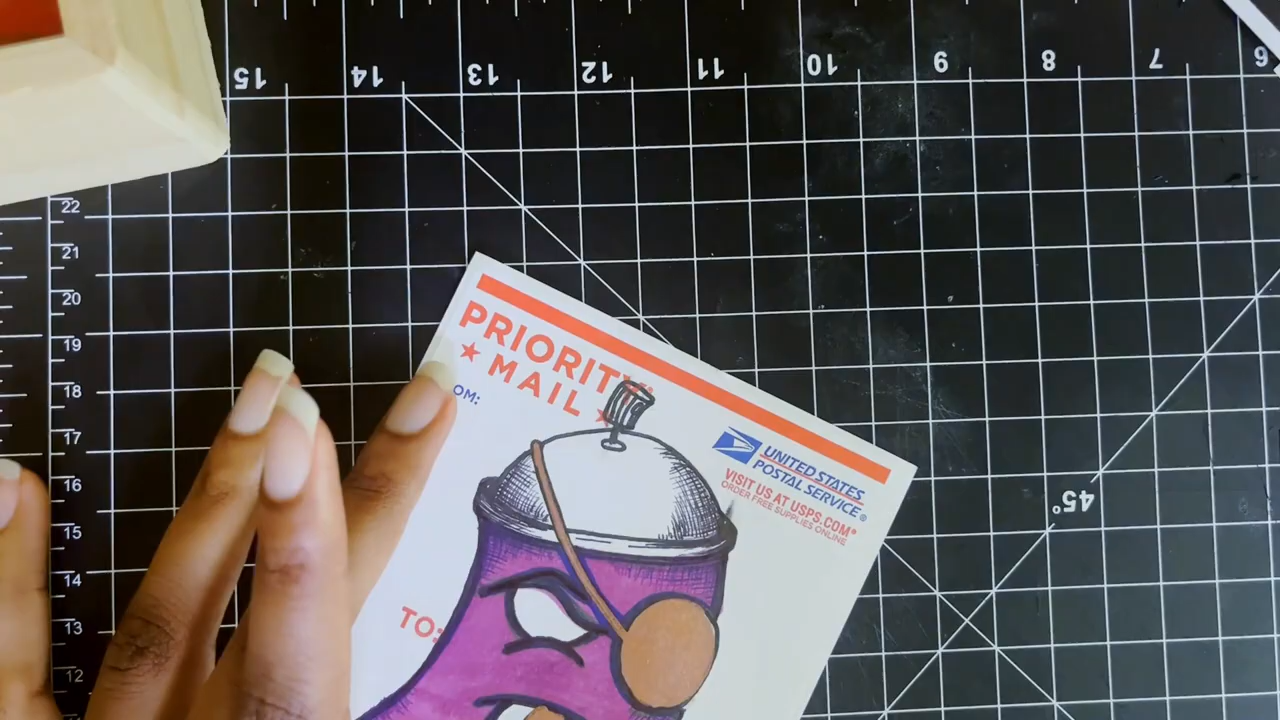 15 14 13 12 11 10 9 8 7 6
22
21
20
19
18
17
16
15
14
13
12
45°
PRIORITY
★ MAIL ★
OM:
UNITED STATES
POSTAL SERVICE®
VISIT US AT USPS.COM®
ORDER FREE SUPPLIES ONLINE
TO: